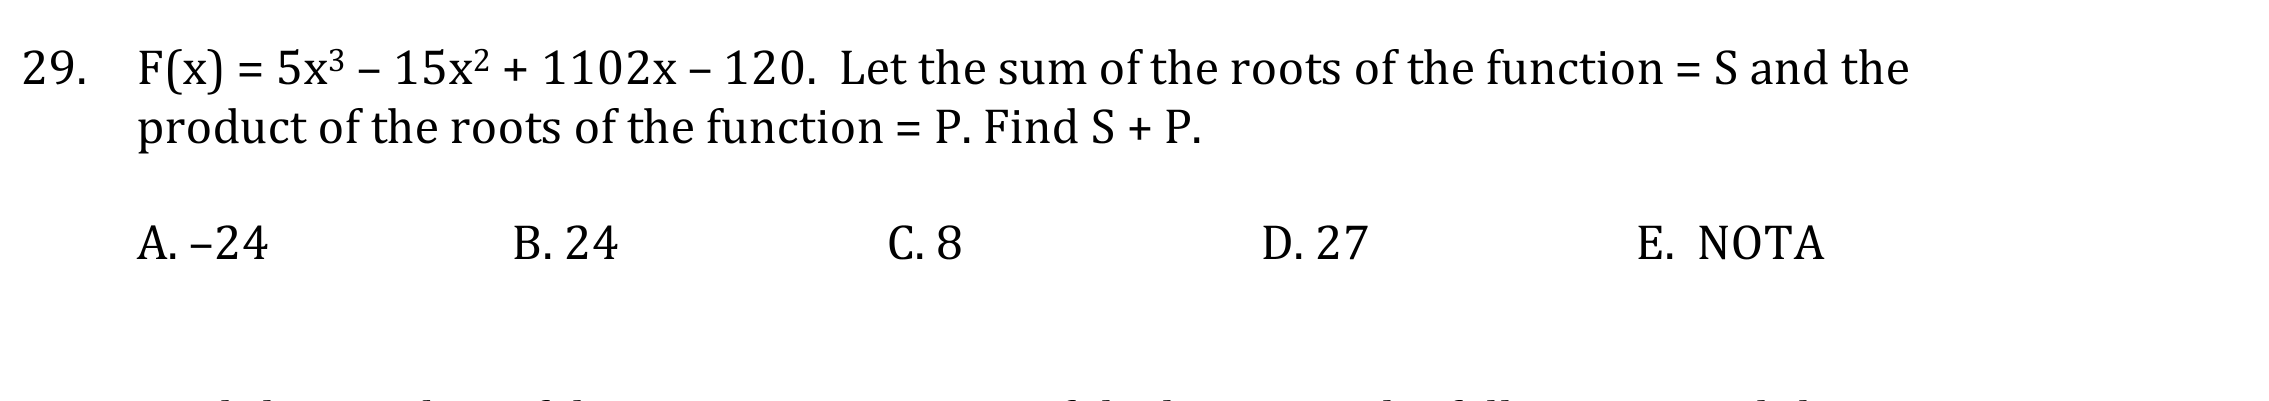 29. F(x) = 5x³ – 15x² + 1102x – 120. Let the sum of the roots of the function = S and the
product of the roots of the function = P. Find S + P.
A. –24 B. 24 C. 8 D. 27 E. NOTA